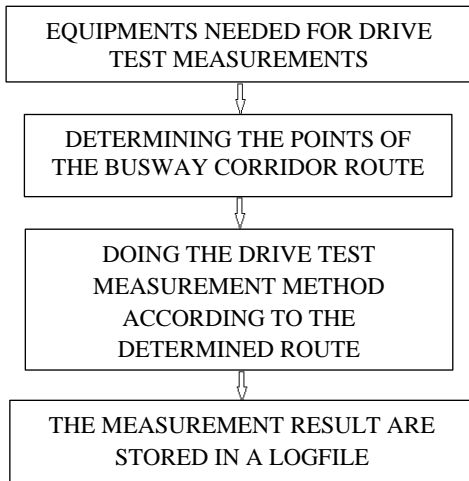 EQUIPMENTS NEEDED FOR DRIVE
TEST MEASUREMENTS
DETERMINING THE POINTS OF
THE BUSWAY CORRIDOR ROUTE
DOING THE DRIVE TEST
MEASUREMENT METHOD
ACCORDING TO THE
DETERMINED ROUTE
THE MEASUREMENT RESULT ARE
STORED IN A LOGFILE